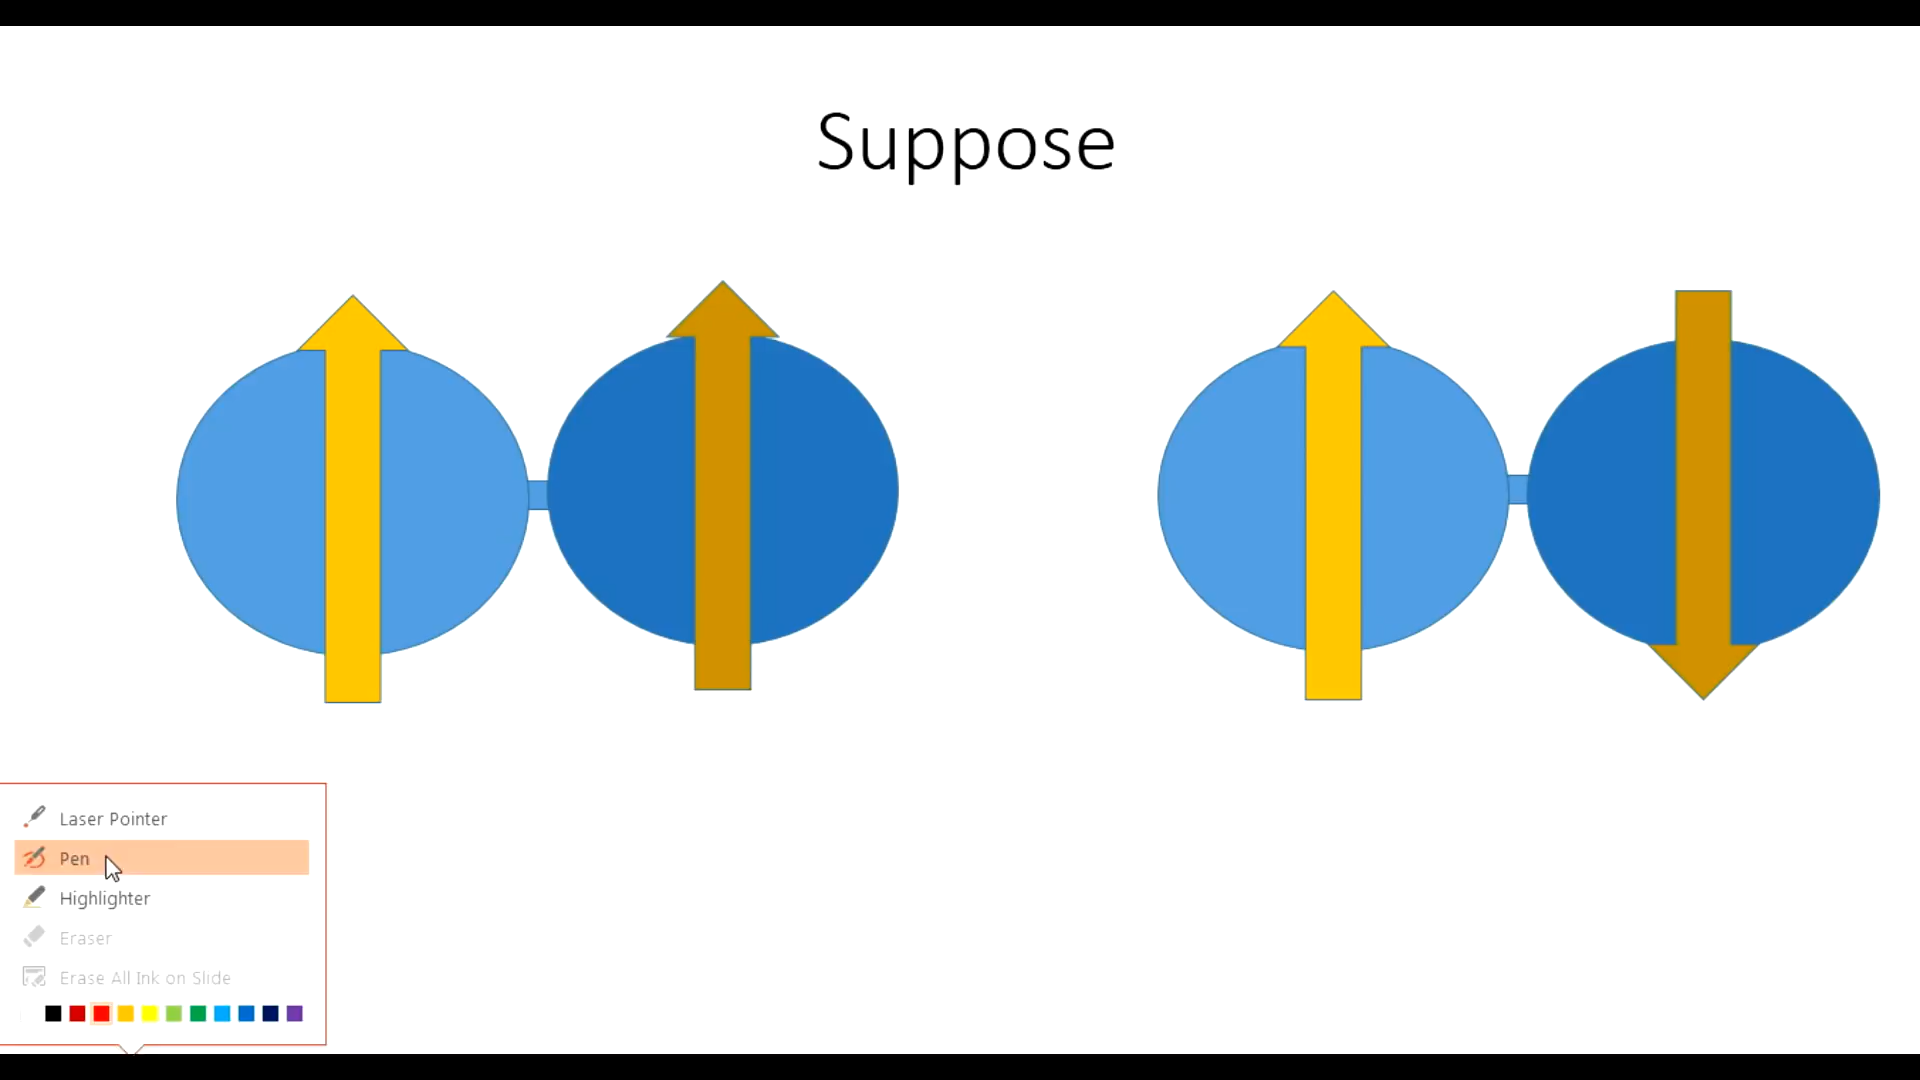 Suppose
Laser Pointer
Pen
Highlighter
Eraser
Erase All Ink on Slide